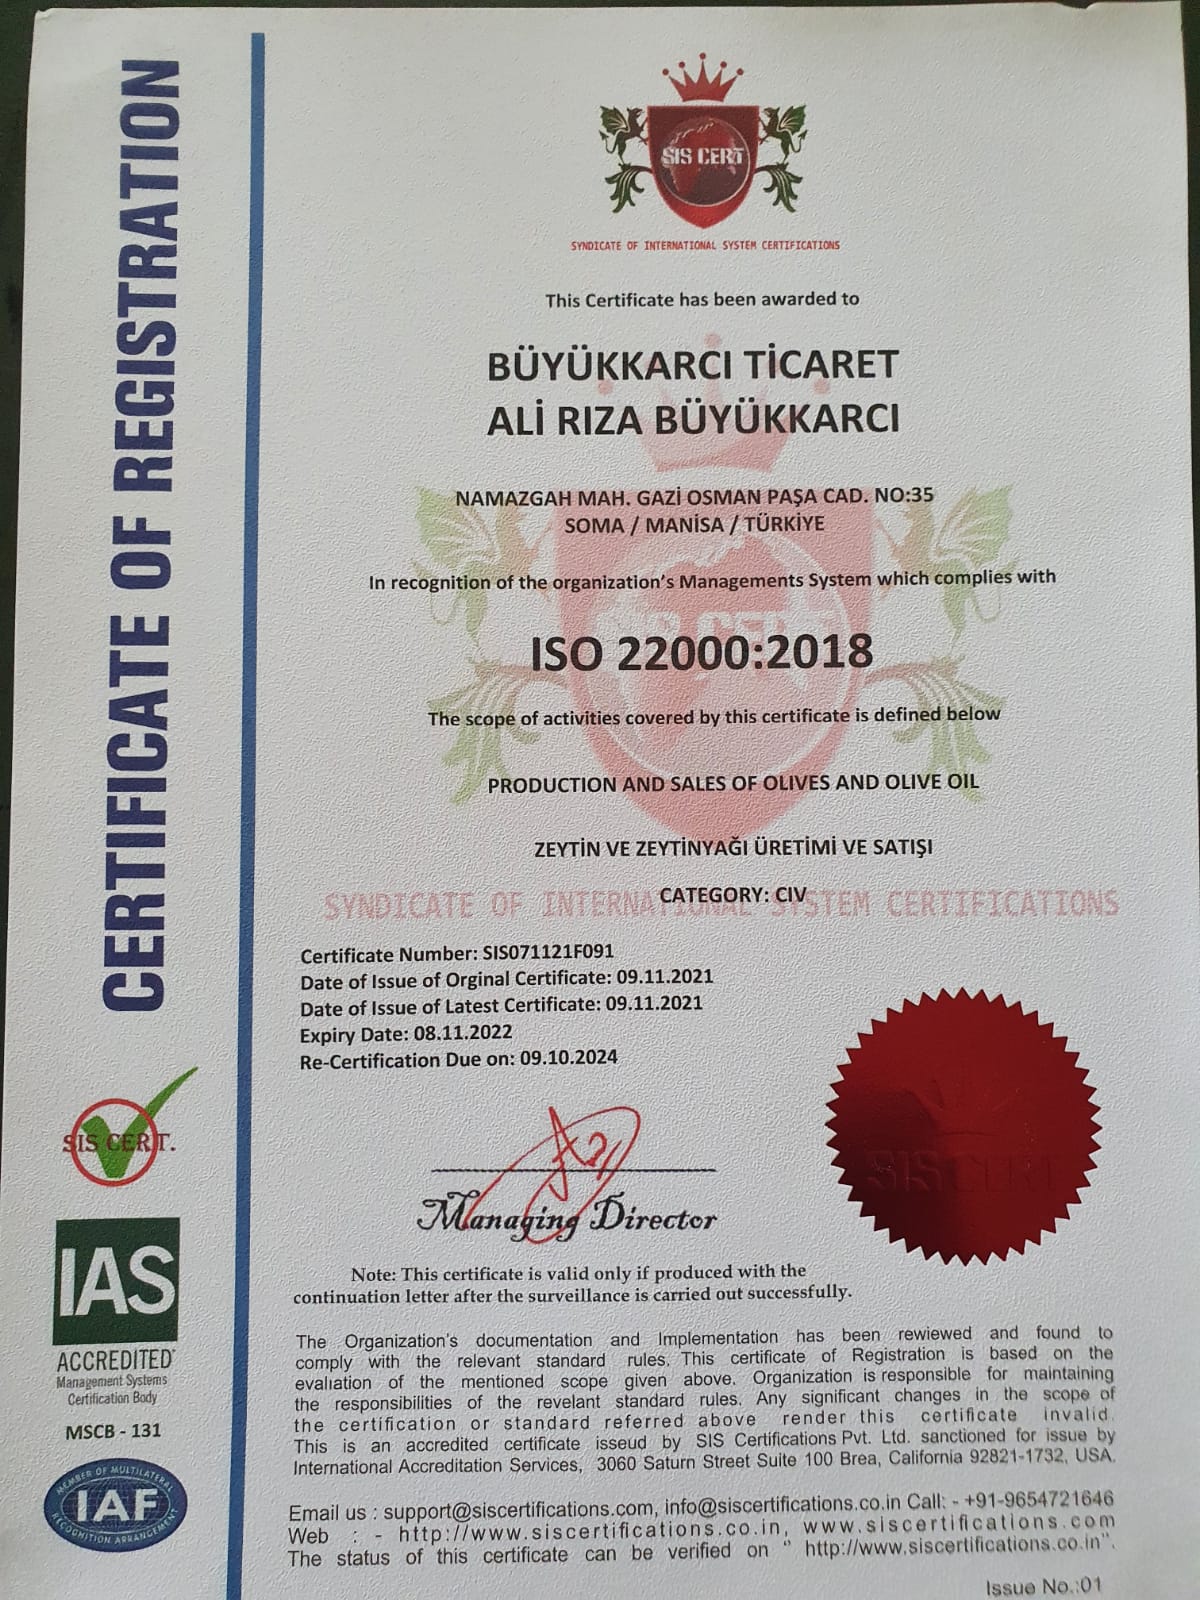 CERTIFICATE OF REGISTRATION
SIS CERT
SYNDICATE OF INTERNATIONAL SYSTEM CERTIFICATIONS
This Certificate has been awarded to
BÜYÜKKARCI TİCARET
ALİ RIZA BÜYÜKKARCI
NAMAZGAH MAH. GAZİ OSMAN PAŞA CAD. NO:35
SOMA / MANİSA / TÜRKİYE
In recognition of the organization's Managements System which complies with
SIS CERT
ISO 22000:2018
The scope of activities covered by this certificate is defined below
PRODUCTION AND SALES OF OLIVES AND OLIVE OIL
ZEYTİN VE ZEYTİNYAĞI ÜRETİMİ VE SATIŞI
CATEGORY: CIV
SYNDICATE OF INTERNATIONAL SYSTEM CERTIFICATIONS
Certificate Number: SIS071121F091
Date of Issue of Orginal Certificate: 09.11.2021
Date of Issue of Latest Certificate: 09.11.2021
Expiry Date: 08.11.2022
Re-Certification Due on: 09.10.2024
SIS CERT
Managing Director
Note: This certificate is valid only if produced with the
continuation letter after the surveillance is carried out successfully.
The Organization's documentation and Implementation has been rewiewed and found to
comply with the relevant standard rules. This certificate of Registration is based on the
evaliation of the mentioned scope given above. Organization is responsible for maintaining
the responsibilities of the revelant standard rules. Any significant changes in the scope of
the certification or standard referred above render this certificate invalid.
This is an accredited certificate isseud by SIS Certifications Pvt. Ltd. sanctioned for issue by
International Accreditation Services, 3060 Saturn Street Suite 100 Brea, California 92821-1732, USA.
Email us : support@siscertifications.com, info@siscertifications.co.in Call: - +91-9654721646
Web : - http://www.siscertifications.co.in, www.siscertifications.com
The status of this certificate can be verified on " http://www.siscertifications.co.in".
Issue No.:01
SIS CERT.
IAS
ACCREDITED
Management Systems
Certification Body
MSCB - 131
MEMBER OF MULTILATERAL
IAF
RECOGNITION ARRANGEMENT